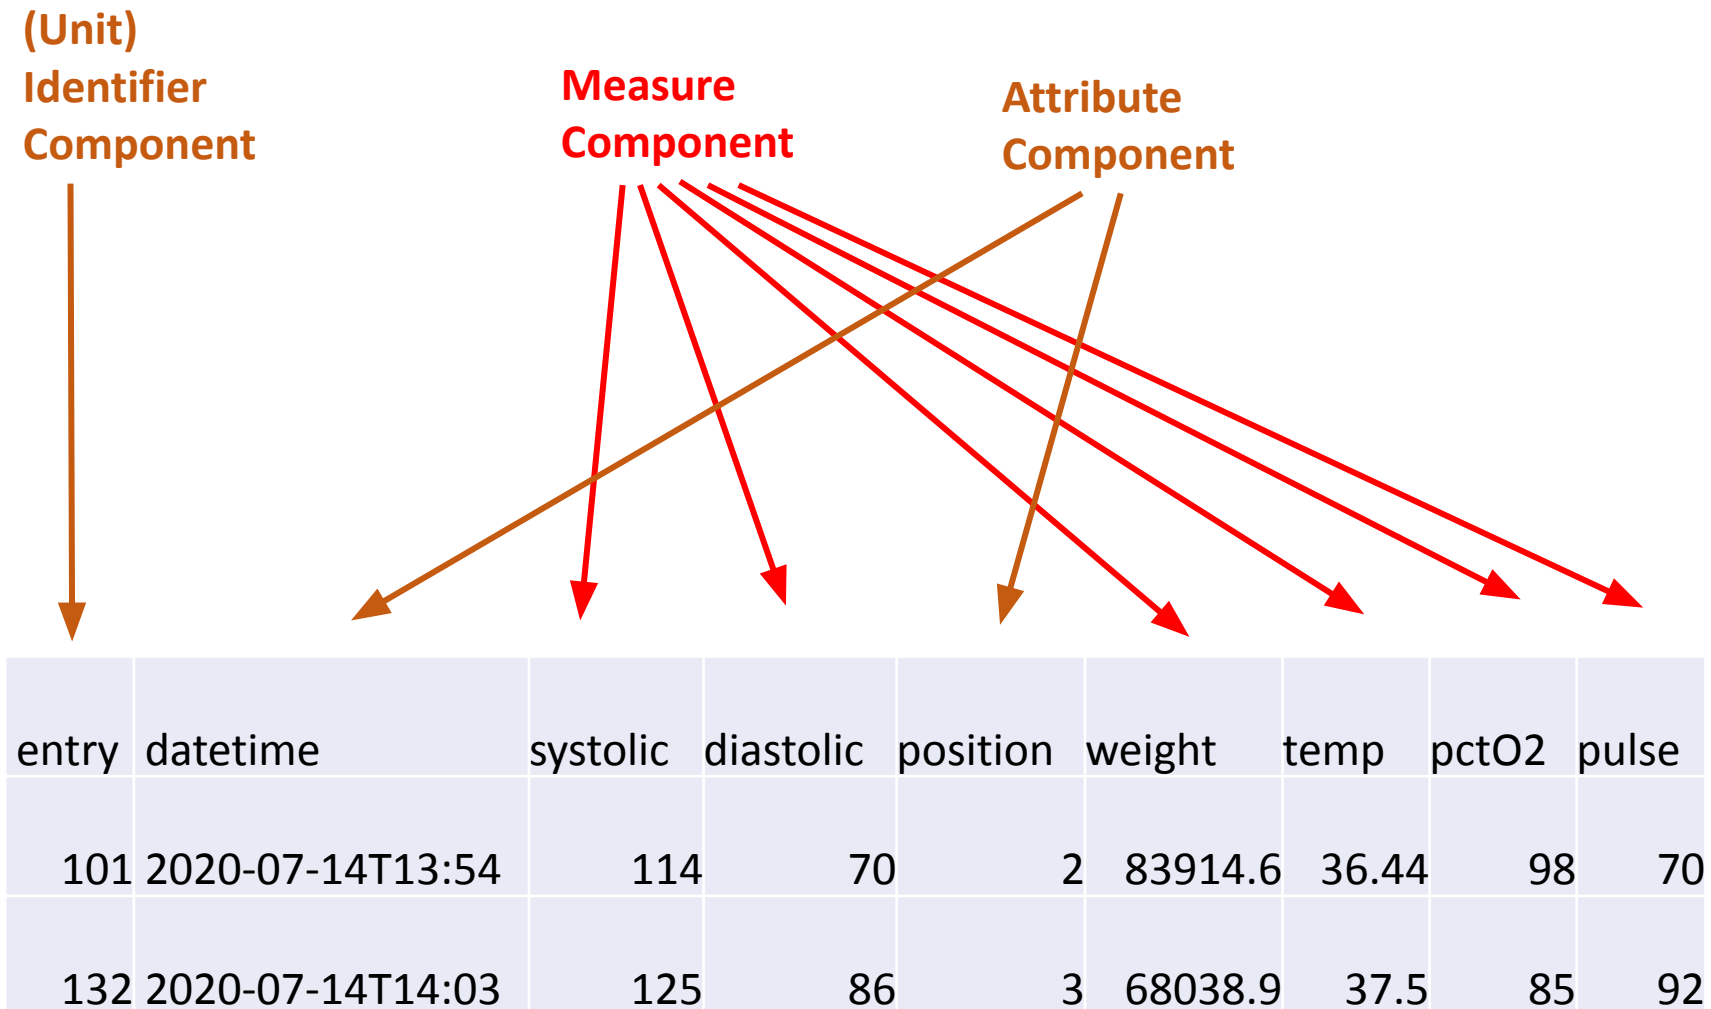 (Unit)
Identifier
Component
Measure
Component
Attribute
Component
entry datetime systolic diastolic position weight temp pctO2 pulse
101 2020-07-14T13:54 114 70 2 83914.6 36.44 98 70
132 2020-07-14T14:03 125 86 3 68038.9 37.5 85 92